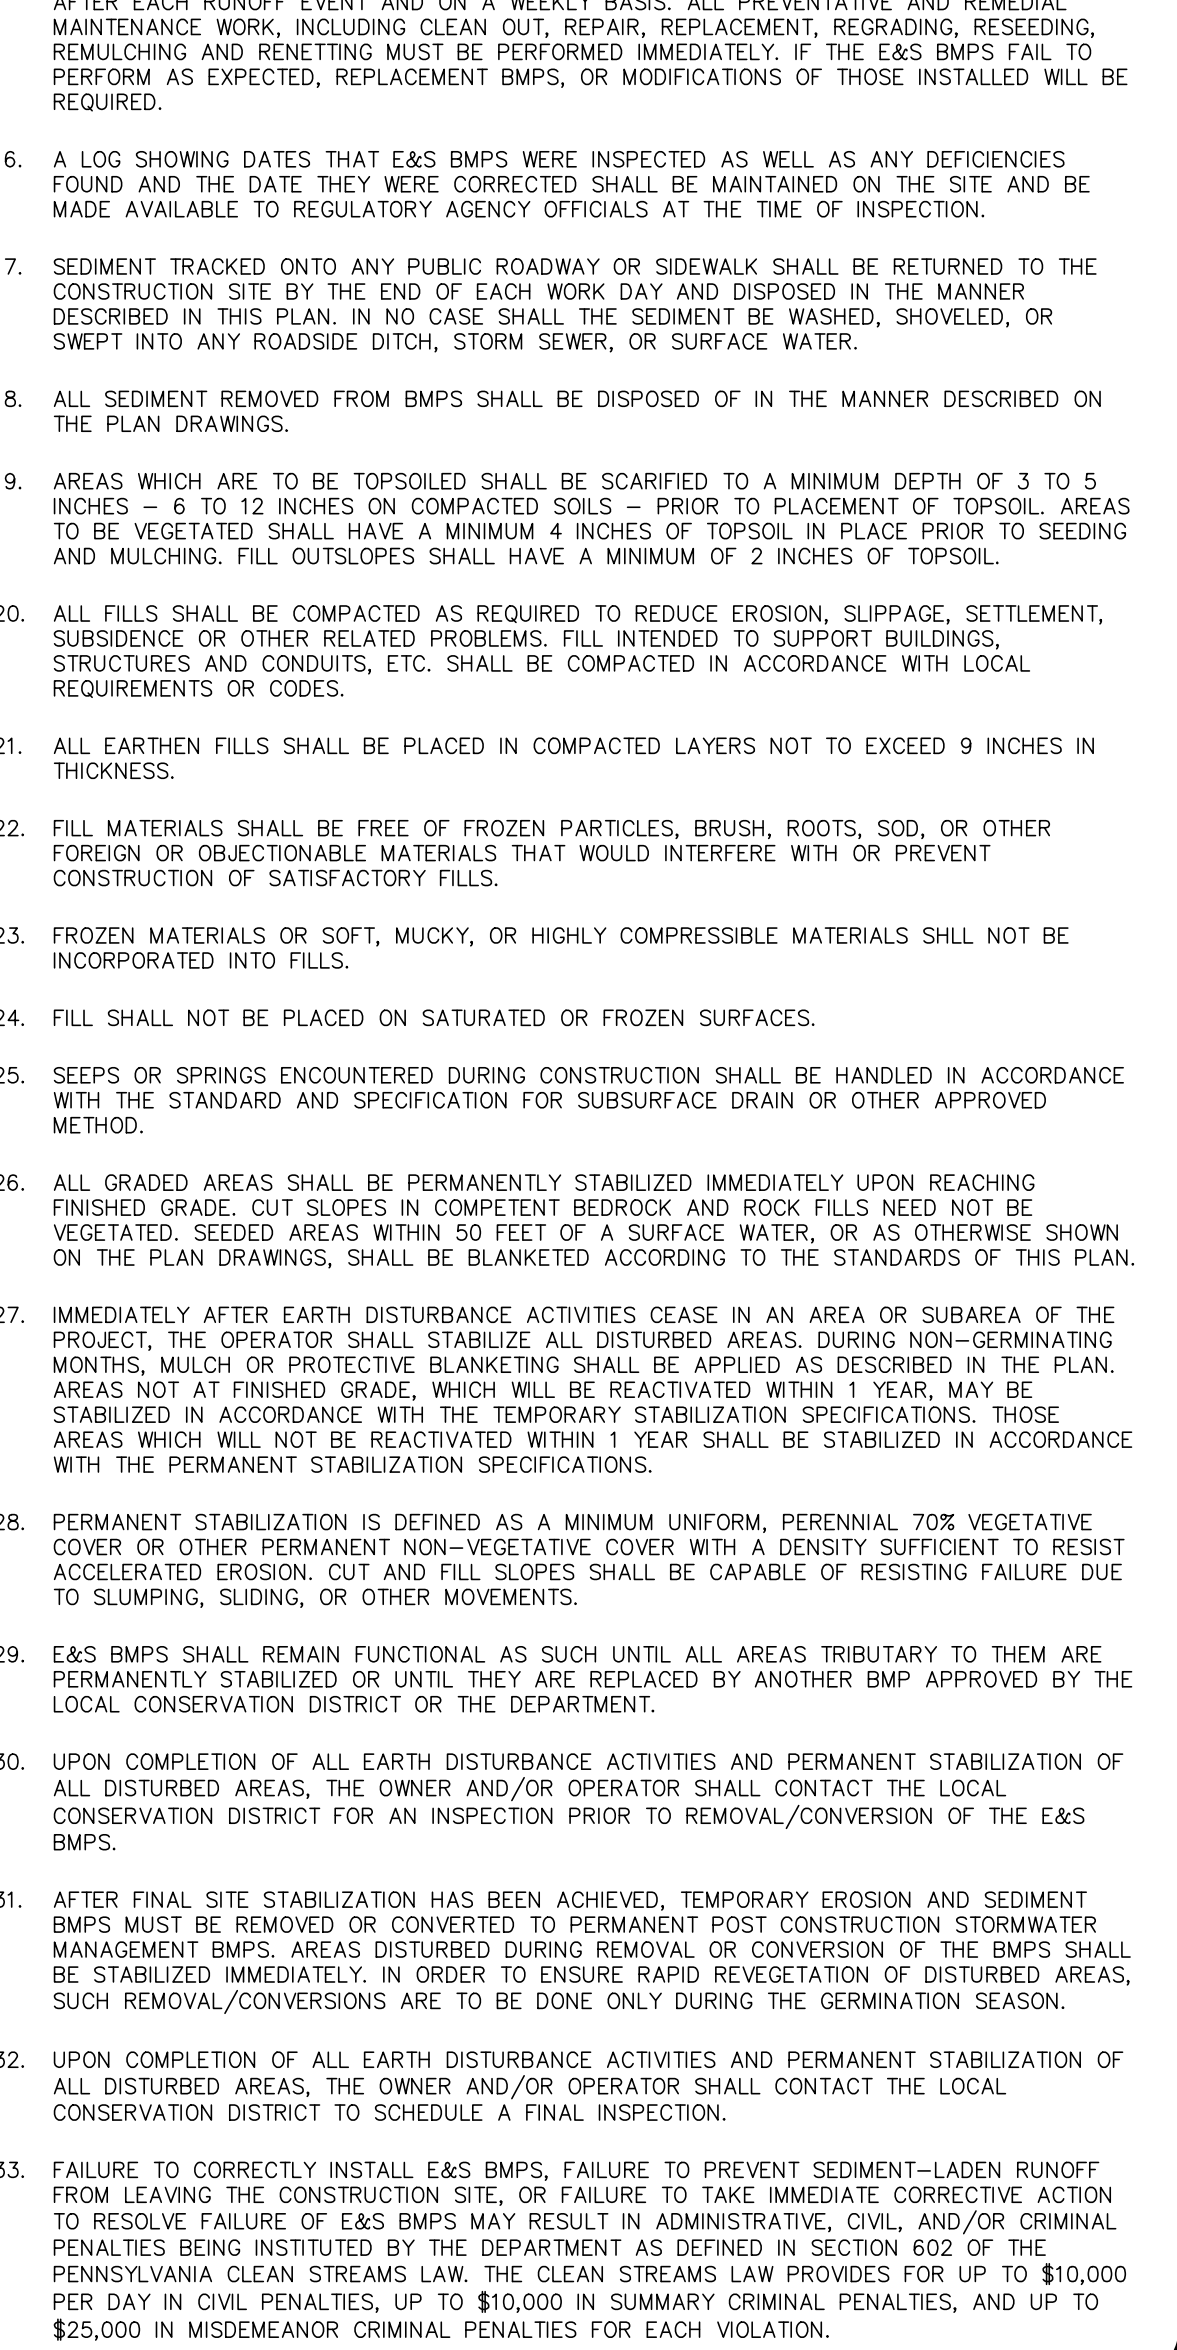 AFTER EACH RUNOFF EVENT AND ON A WEEKLY BASIS. ALL PREVENTATIVE AND REMEDIAL
MAINTENANCE WORK, INCLUDING CLEAN OUT, REPAIR, REPLACEMENT, REGRADING, RESEEDING,
REMULCHING AND RENETTING MUST BE PERFORMED IMMEDIATELY. IF THE E&S BMPS FAIL TO
PERFORM AS EXPECTED, REPLACEMENT BMPS, OR MODIFICATIONS OF THOSE INSTALLED WILL BE
REQUIRED.
6. A LOG SHOWING DATES THAT E&S BMPS WERE INSPECTED AS WELL AS ANY DEFICIENCIES
FOUND AND THE DATE THEY WERE CORRECTED SHALL BE MAINTAINED ON THE SITE AND BE
MADE AVAILABLE TO REGULATORY AGENCY OFFICIALS AT THE TIME OF INSPECTION.
7. SEDIMENT TRACKED ONTO ANY PUBLIC ROADWAY OR SIDEWALK SHALL BE RETURNED TO THE
CONSTRUCTION SITE BY THE END OF EACH WORK DAY AND DISPOSED IN THE MANNER
DESCRIBED IN THIS PLAN. IN NO CASE SHALL THE SEDIMENT BE WASHED, SHOVELED, OR
SWEPT INTO ANY ROADSIDE DITCH, STORM SEWER, OR SURFACE WATER.
8. ALL SEDIMENT REMOVED FROM BMPS SHALL BE DISPOSED OF IN THE MANNER DESCRIBED ON
THE PLAN DRAWINGS.
9. AREAS WHICH ARE TO BE TOPSOILED SHALL BE SCARIFIED TO A MINIMUM DEPTH OF 3 TO 5
INCHES – 6 TO 12 INCHES ON COMPACTED SOILS – PRIOR TO PLACEMENT OF TOPSOIL. AREAS
TO BE VEGETATED SHALL HAVE A MINIMUM 4 INCHES OF TOPSOIL IN PLACE PRIOR TO SEEDING
AND MULCHING. FILL OUTSLOPES SHALL HAVE A MINIMUM OF 2 INCHES OF TOPSOIL.
20. ALL FILLS SHALL BE COMPACTED AS REQUIRED TO REDUCE EROSION, SLIPPAGE, SETTLEMENT,
SUBSIDENCE OR OTHER RELATED PROBLEMS. FILL INTENDED TO SUPPORT BUILDINGS,
STRUCTURES AND CONDUITS, ETC. SHALL BE COMPACTED IN ACCORDANCE WITH LOCAL
REQUIREMENTS OR CODES.
21. ALL EARTHEN FILLS SHALL BE PLACED IN COMPACTED LAYERS NOT TO EXCEED 9 INCHES IN
THICKNESS.
22. FILL MATERIALS SHALL BE FREE OF FROZEN PARTICLES, BRUSH, ROOTS, SOD, OR OTHER
FOREIGN OR OBJECTIONABLE MATERIALS THAT WOULD INTERFERE WITH OR PREVENT
CONSTRUCTION OF SATISFACTORY FILLS.
23. FROZEN MATERIALS OR SOFT, MUCKY, OR HIGHLY COMPRESSIBLE MATERIALS SHLL NOT BE
INCORPORATED INTO FILLS.
24. FILL SHALL NOT BE PLACED ON SATURATED OR FROZEN SURFACES.
25. SEEPS OR SPRINGS ENCOUNTERED DURING CONSTRUCTION SHALL BE HANDLED IN ACCORDANCE
WITH THE STANDARD AND SPECIFICATION FOR SUBSURFACE DRAIN OR OTHER APPROVED
METHOD.
26. ALL GRADED AREAS SHALL BE PERMANENTLY STABILIZED IMMEDIATELY UPON REACHING
FINISHED GRADE. CUT SLOPES IN COMPETENT BEDROCK AND ROCK FILLS NEED NOT BE
VEGETATED. SEEDED AREAS WITHIN 50 FEET OF A SURFACE WATER, OR AS OTHERWISE SHOWN
ON THE PLAN DRAWINGS, SHALL BE BLANKETED ACCORDING TO THE STANDARDS OF THIS PLAN.
27. IMMEDIATELY AFTER EARTH DISTURBANCE ACTIVITIES CEASE IN AN AREA OR SUBAREA OF THE
PROJECT, THE OPERATOR SHALL STABILIZE ALL DISTURBED AREAS. DURING NON–GERMINATING
MONTHS, MULCH OR PROTECTIVE BLANKETING SHALL BE APPLIED AS DESCRIBED IN THE PLAN.
AREAS NOT AT FINISHED GRADE, WHICH WILL BE REACTIVATED WITHIN 1 YEAR, MAY BE
STABILIZED IN ACCORDANCE WITH THE TEMPORARY STABILIZATION SPECIFICATIONS. THOSE
AREAS WHICH WILL NOT BE REACTIVATED WITHIN 1 YEAR SHALL BE STABILIZED IN ACCORDANCE
WITH THE PERMANENT STABILIZATION SPECIFICATIONS.
28. PERMANENT STABILIZATION IS DEFINED AS A MINIMUM UNIFORM, PERENNIAL 70% VEGETATIVE
COVER OR OTHER PERMANENT NON–VEGETATIVE COVER WITH A DENSITY SUFFICIENT TO RESIST
ACCELERATED EROSION. CUT AND FILL SLOPES SHALL BE CAPABLE OF RESISTING FAILURE DUE
TO SLUMPING, SLIDING, OR OTHER MOVEMENTS.
29. E&S BMPS SHALL REMAIN FUNCTIONAL AS SUCH UNTIL ALL AREAS TRIBUTARY TO THEM ARE
PERMANENTLY STABILIZED OR UNTIL THEY ARE REPLACED BY ANOTHER BMP APPROVED BY THE
LOCAL CONSERVATION DISTRICT OR THE DEPARTMENT.
30. UPON COMPLETION OF ALL EARTH DISTURBANCE ACTIVITIES AND PERMANENT STABILIZATION OF
ALL DISTURBED AREAS, THE OWNER AND/OR OPERATOR SHALL CONTACT THE LOCAL
CONSERVATION DISTRICT FOR AN INSPECTION PRIOR TO REMOVAL/CONVERSION OF THE E&S
BMPS.
31. AFTER FINAL SITE STABILIZATION HAS BEEN ACHIEVED, TEMPORARY EROSION AND SEDIMENT
BMPS MUST BE REMOVED OR CONVERTED TO PERMANENT POST CONSTRUCTION STORMWATER
MANAGEMENT BMPS. AREAS DISTURBED DURING REMOVAL OR CONVERSION OF THE BMPS SHALL
BE STABILIZED IMMEDIATELY. IN ORDER TO ENSURE RAPID REVEGETATION OF DISTURBED AREAS,
SUCH REMOVAL/CONVERSIONS ARE TO BE DONE ONLY DURING THE GERMINATION SEASON.
32. UPON COMPLETION OF ALL EARTH DISTURBANCE ACTIVITIES AND PERMANENT STABILIZATION OF
ALL DISTURBED AREAS, THE OWNER AND/OR OPERATOR SHALL CONTACT THE LOCAL
CONSERVATION DISTRICT TO SCHEDULE A FINAL INSPECTION.
33. FAILURE TO CORRECTLY INSTALL E&S BMPS, FAILURE TO PREVENT SEDIMENT–LADEN RUNOFF
FROM LEAVING THE CONSTRUCTION SITE, OR FAILURE TO TAKE IMMEDIATE CORRECTIVE ACTION
TO RESOLVE FAILURE OF E&S BMPS MAY RESULT IN ADMINISTRATIVE, CIVIL, AND/OR CRIMINAL
PENALTIES BEING INSTITUTED BY THE DEPARTMENT AS DEFINED IN SECTION 602 OF THE
PENNSYLVANIA CLEAN STREAMS LAW. THE CLEAN STREAMS LAW PROVIDES FOR UP TO $10,000
PER DAY IN CIVIL PENALTIES, UP TO $10,000 IN SUMMARY CRIMINAL PENALTIES, AND UP TO
$25,000 IN MISDEMEANOR CRIMINAL PENALTIES FOR EACH VIOLATION.